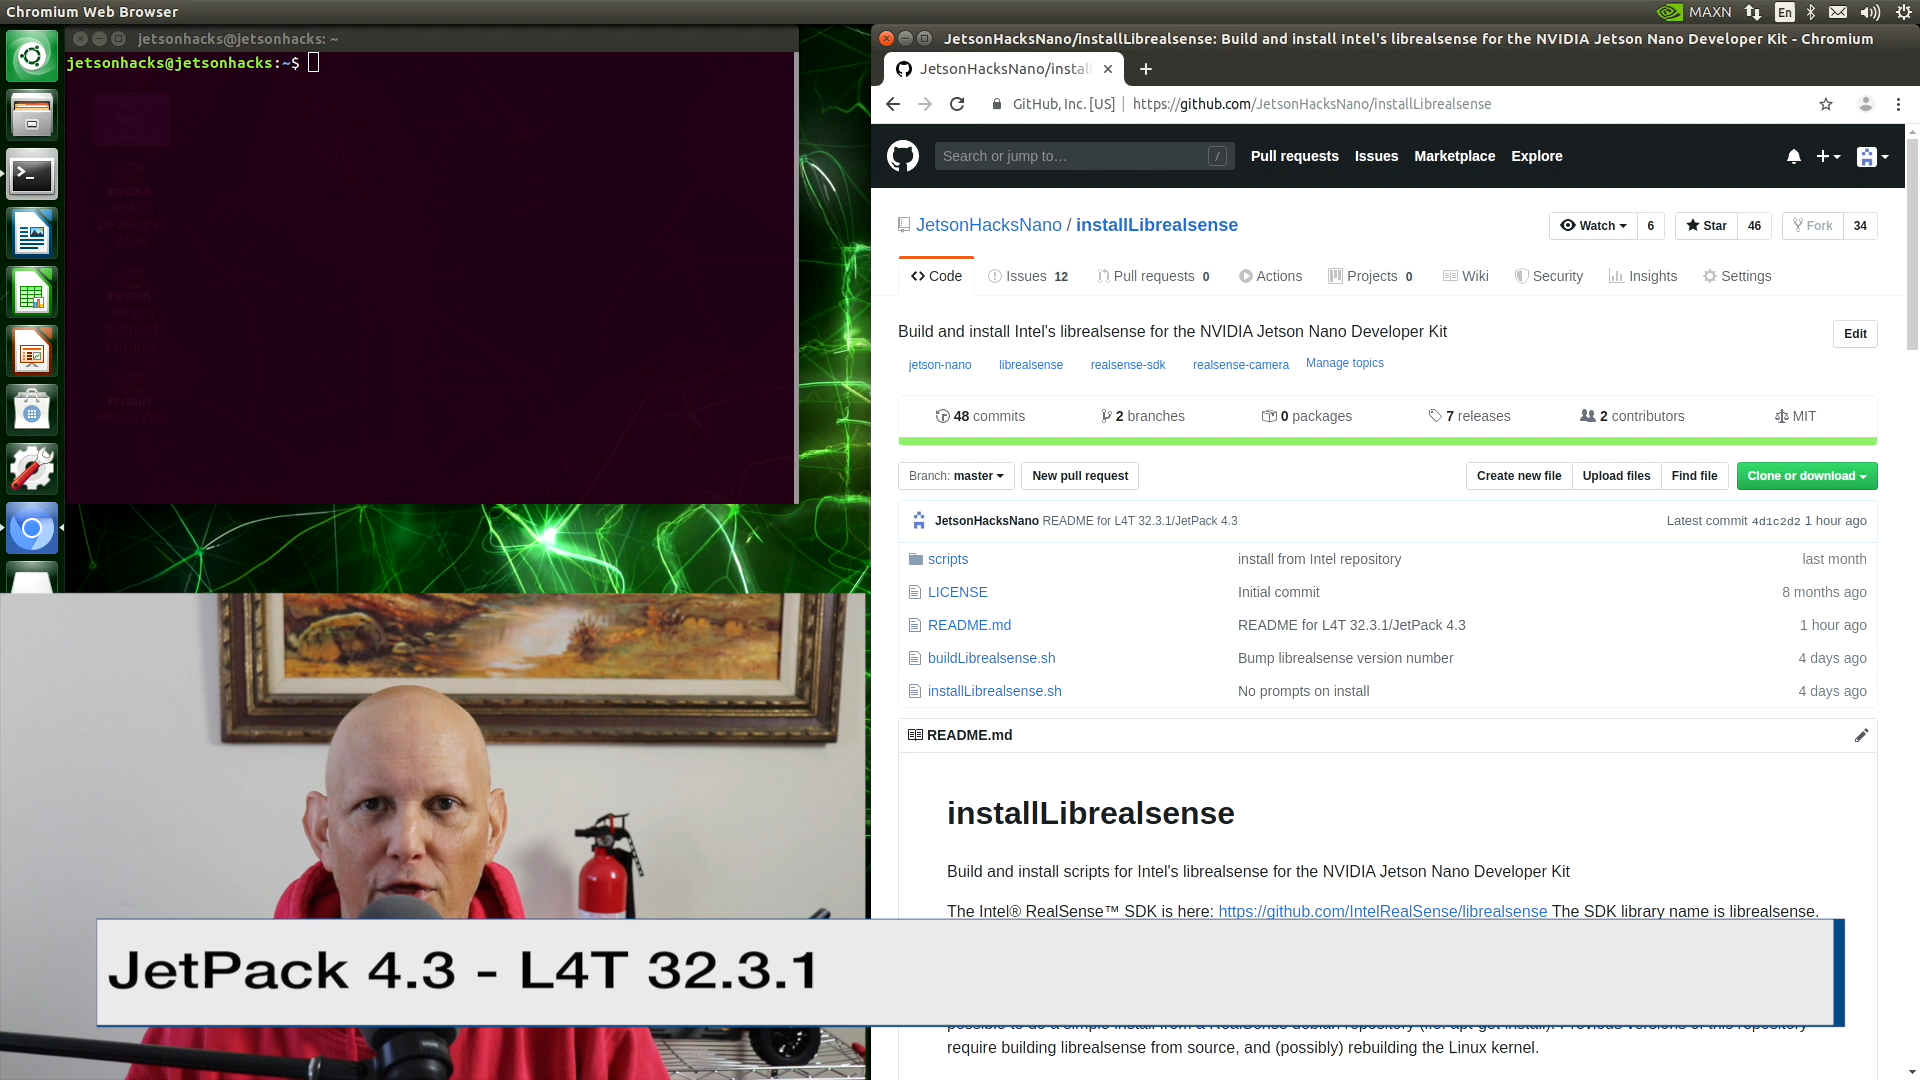 Chromium Web Browser
MAXN
En
jetsonhacks@jetsonhacks: ~
jetsonhacks@jetsonhacks:~$
Jetson
Developer
Zone
Jetson
Support
Forums
Jetson Zoo
JetsonHacksNano/installLibrealsense: Build and install Intel's librealsense for the NVIDIA Jetson Nano Developer Kit - Chromium
JetsonHacksNano/install
GitHub, Inc. [US] | https://github.com/JetsonHacksNano/installLibrealsense
Search or jump to… /
Pull requests Issues Marketplace Explore
JetsonHacksNano / installLibrealsense
Watch 6 Star 46 Fork 34
Code Issues 12 Pull requests 0 Actions Projects 0 Wiki Security Insights Settings
Build and install Intel's librealsense for the NVIDIA Jetson Nano Developer Kit
Edit
jetson-nano librealsense realsense-sdk realsense-camera Manage topics
48 commits 2 branches 0 packages 7 releases 2 contributors MIT
Branch: master New pull request Create new file Upload files Find file Clone or download
JetsonHacksNano README for L4T 32.3.1/JetPack 4.3 Latest commit 4d1c2d2 1 hour ago
scripts install from Intel repository last month
LICENSE Initial commit 8 months ago
README.md README for L4T 32.3.1/JetPack 4.3 1 hour ago
buildLibrealsense.sh Bump librealsense version number 4 days ago
installLibrealsense.sh No prompts on install 4 days ago
README.md
installLibrealsense
Build and install scripts for Intel's librealsense for the NVIDIA Jetson Nano Developer Kit
The Intel® RealSense™ SDK is here: https://github.com/IntelRealSense/librealsense The SDK library name is librealsense.
JetPack 4.3 - L4T 32.3.1
require building librealsense from source, and (possibly) rebuilding the Linux kernel.